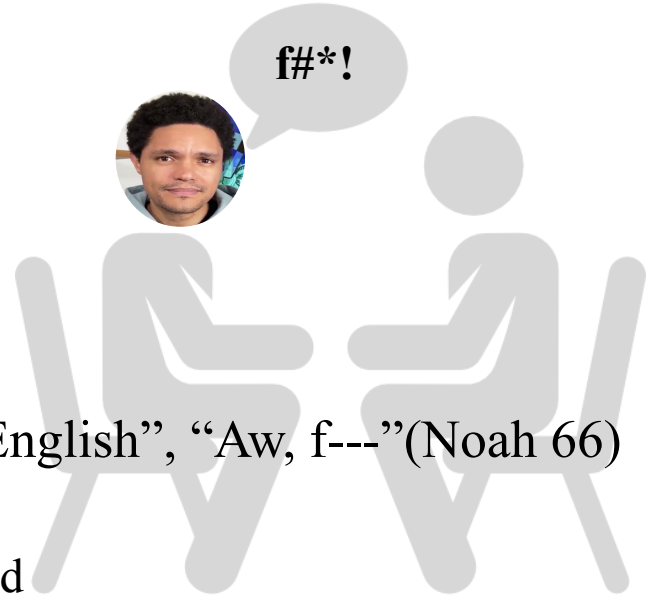 f#*!
English”, “Aw, f---”(Noah 66)
d